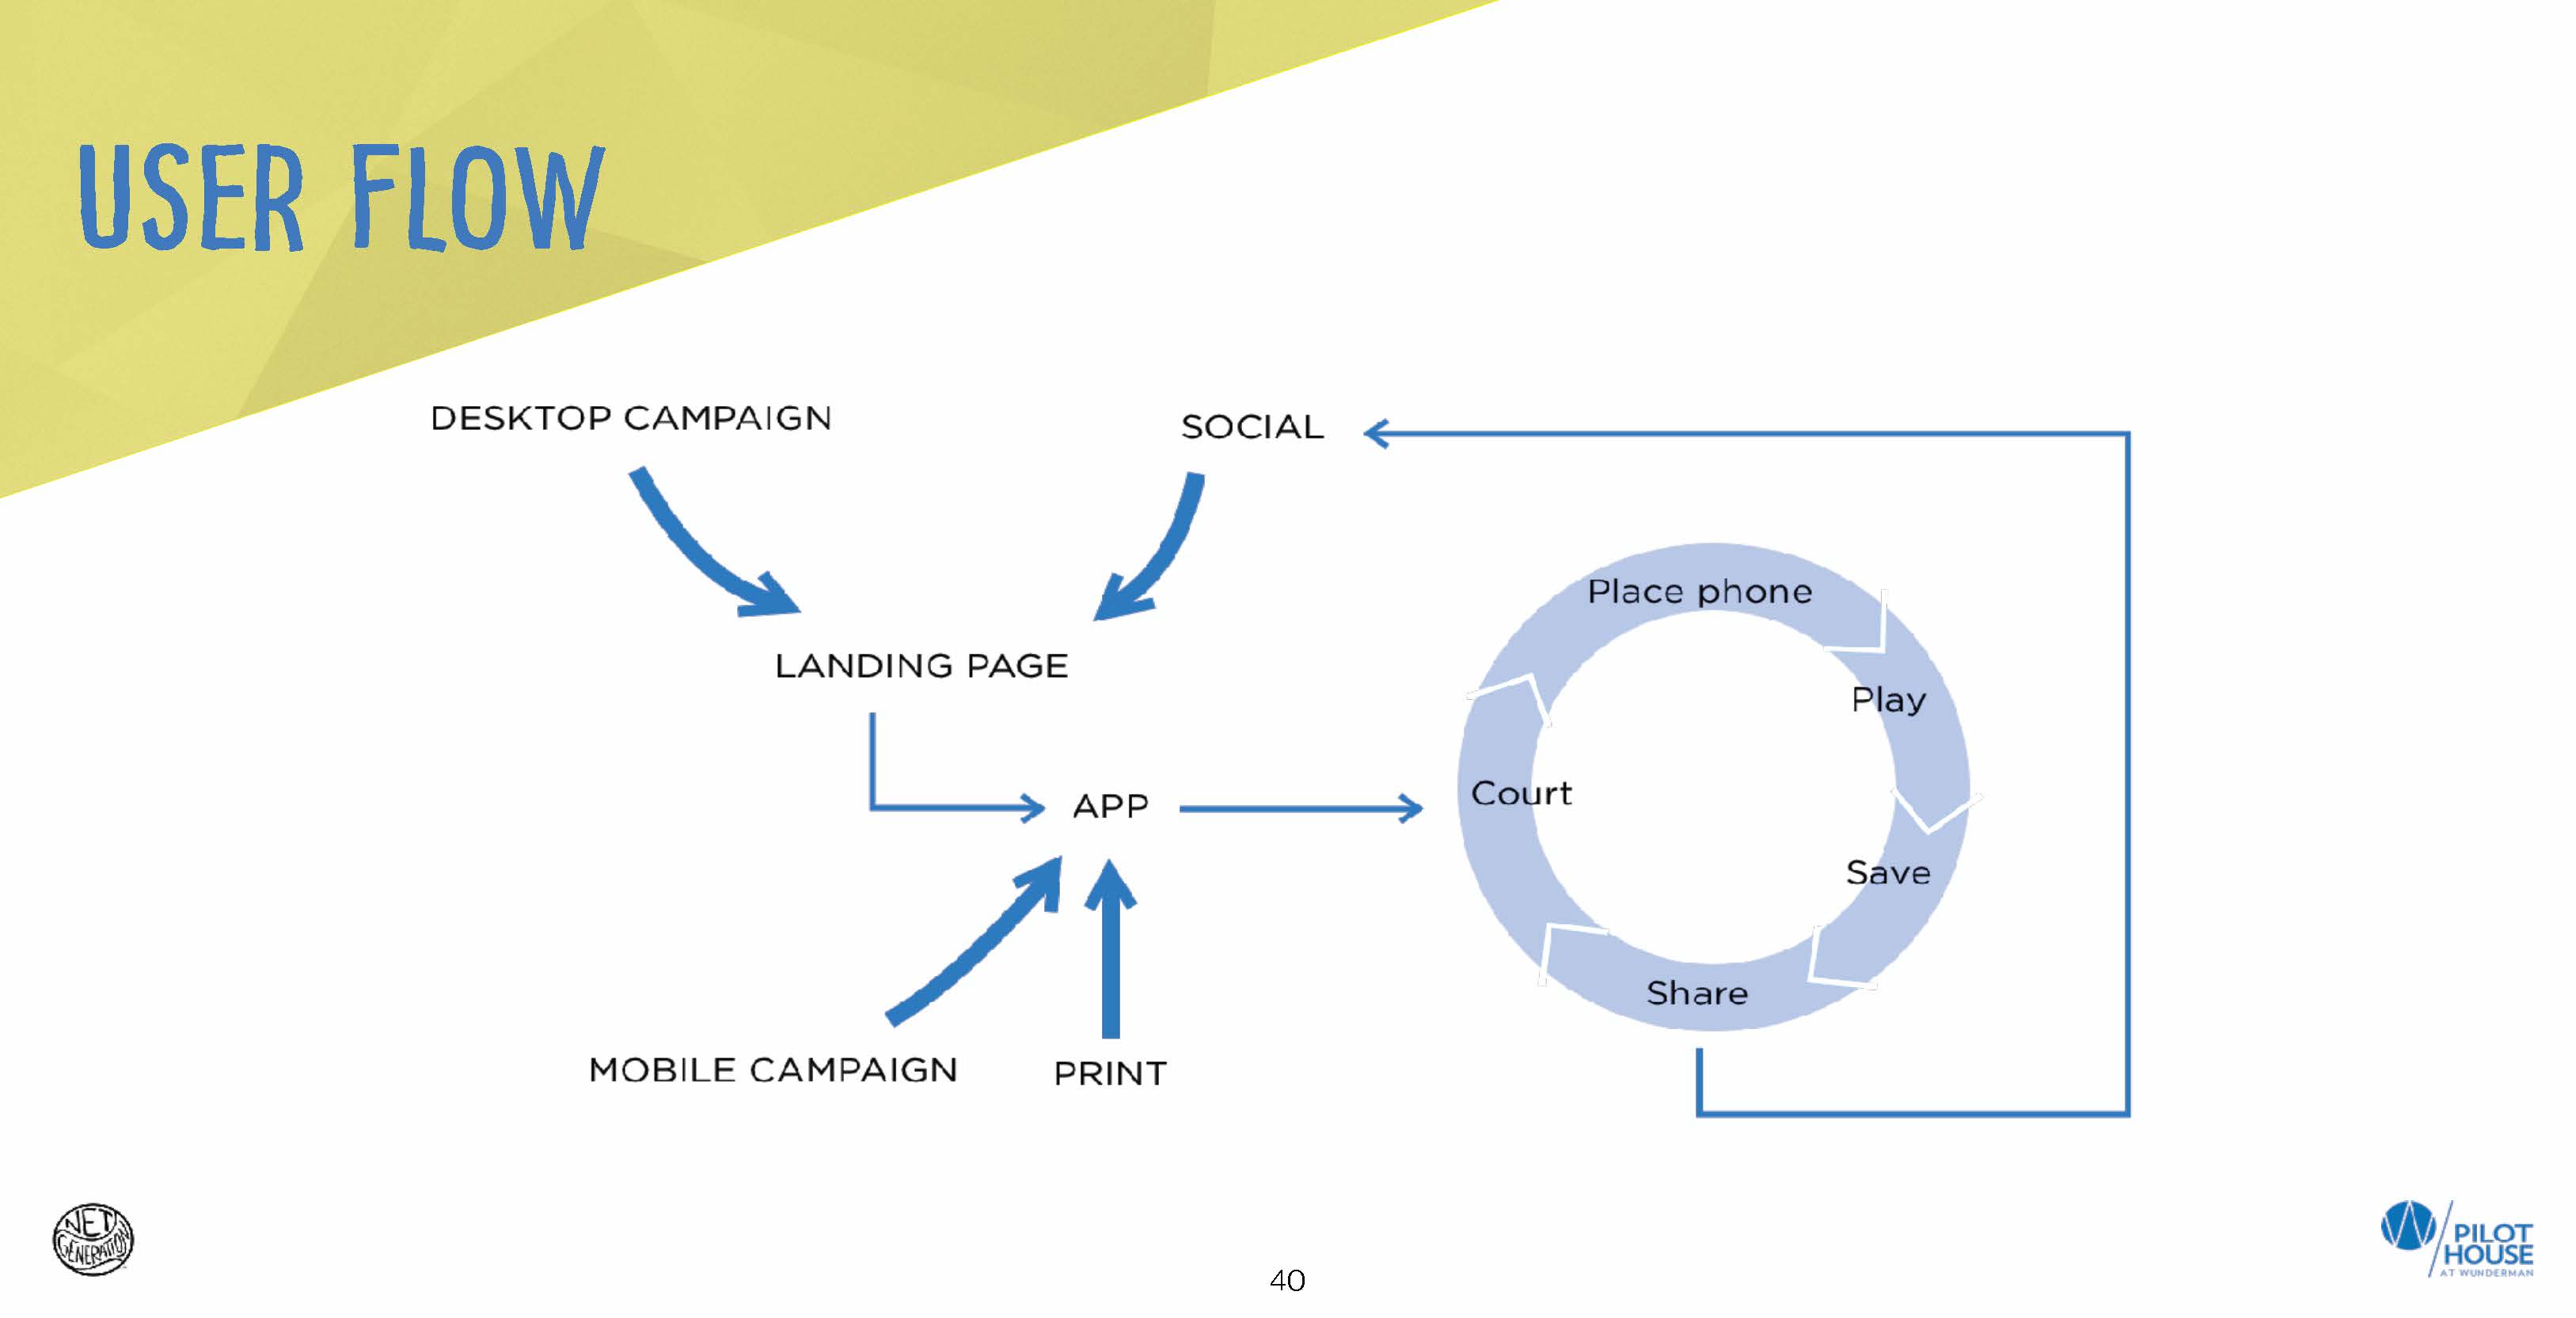 USER FLOW
DESKTOP CAMPAIGN
SOCIAL
Place phone
LANDING PAGE
Play
APP
Court
Save
Share
MOBILE CAMPAIGN
PRINT
NET
GENERATION
PILOT
HOUSE
AT WUNDERMAN
40